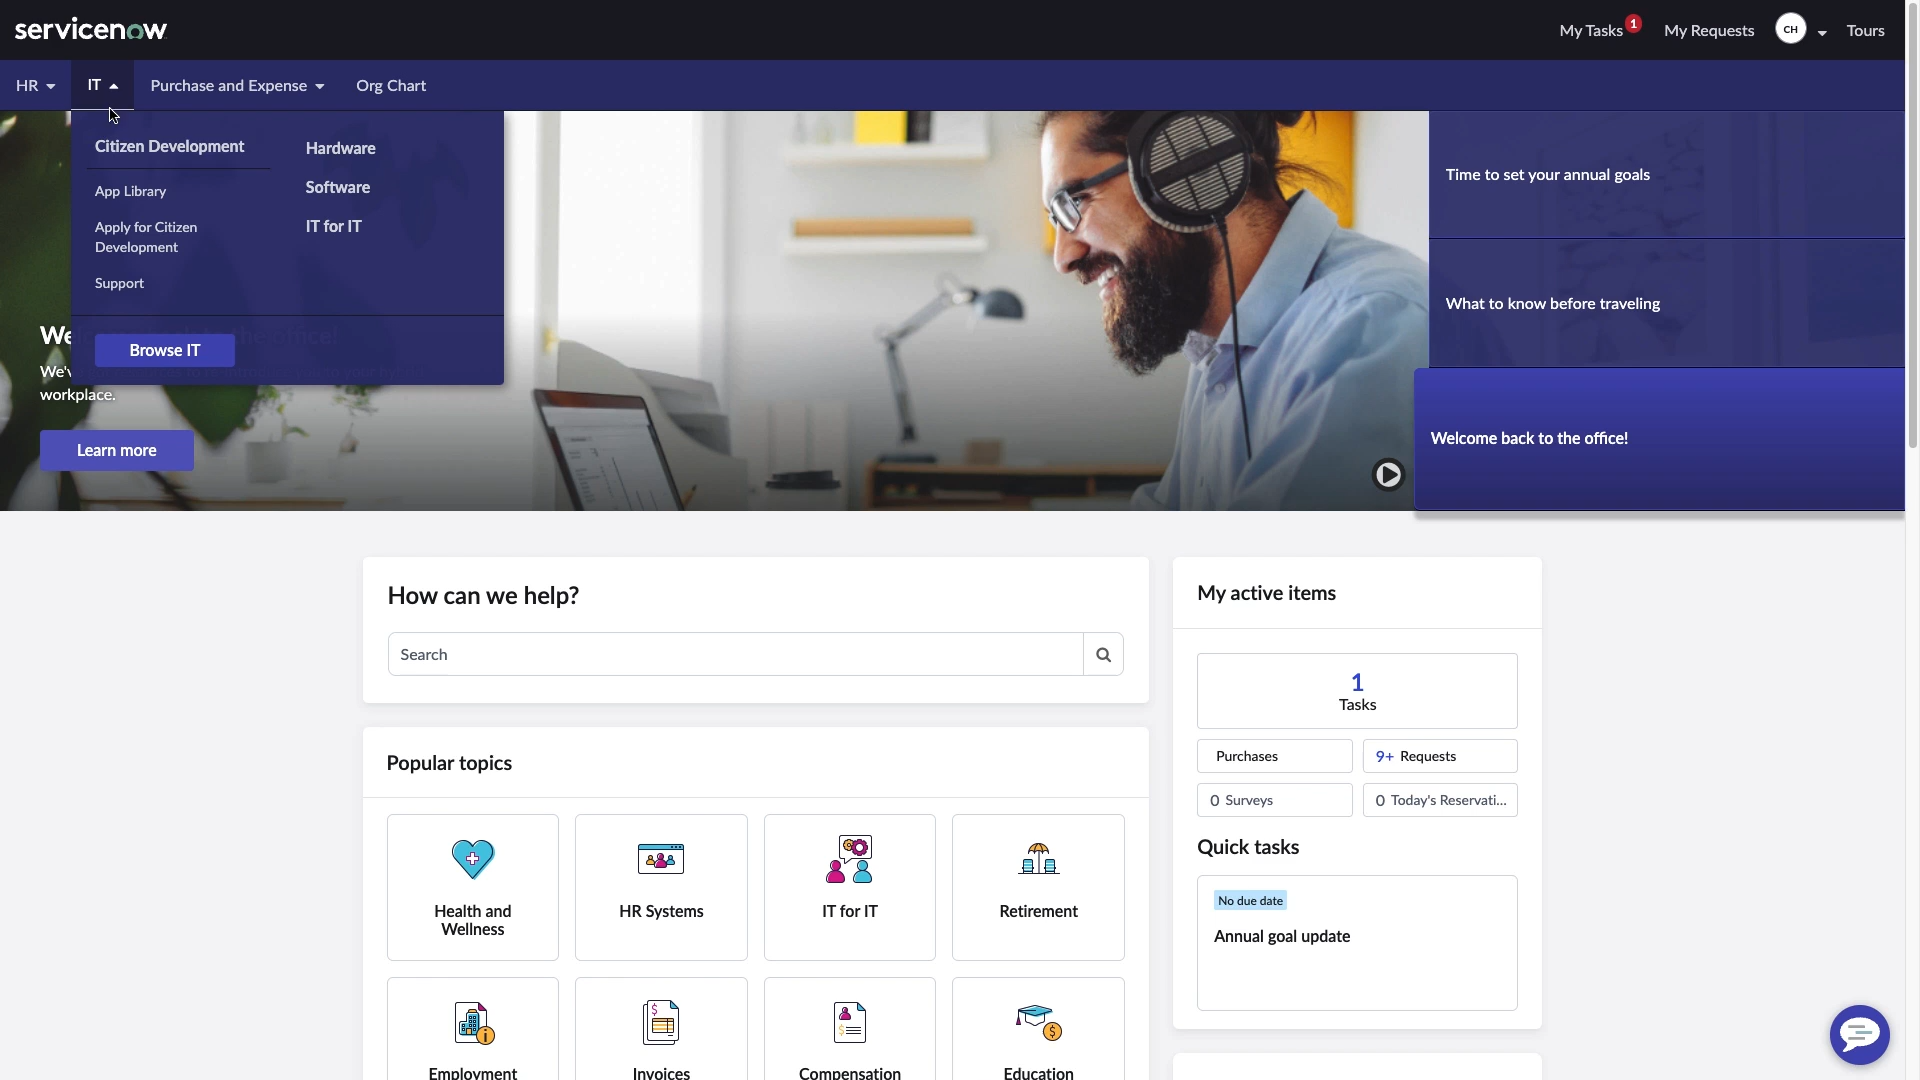 servicenow
My Tasks 1
My Requests
CH
Tours
HR
IT
Purchase and Expense
Org Chart
Citizen Development
App Library
Apply for Citizen
Development
Support
Hardware
Software
IT for IT
Browse IT
We
We'v
workplace.
Learn more
Time to set your annual goals
What to know before traveling
Welcome back to the office!
How can we help?
Search
Popular topics
Health and
Wellness
HR Systems
IT for IT
Retirement
Employment
Invoices
Compensation
Education
My active items
1
Tasks
Purchases
9+ Requests
0 Surveys
0 Today's Reservati...
Quick tasks
No due date
Annual goal update